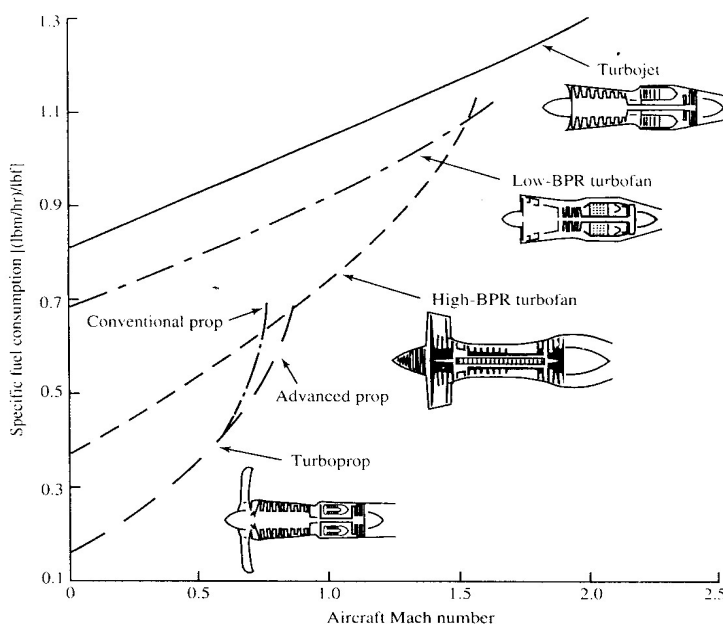 1.3
1.1
0.9
0.7
0.5
0.3
0.1
Specific fuel consumption [(lbm/hr)/lbf]
Turbojet
Low-BPR turbofan
High-BPR turbofan
Conventional prop
Advanced prop
Turboprop
0
0.5
1.0
1.5
2.0
2.5
Aircraft Mach number